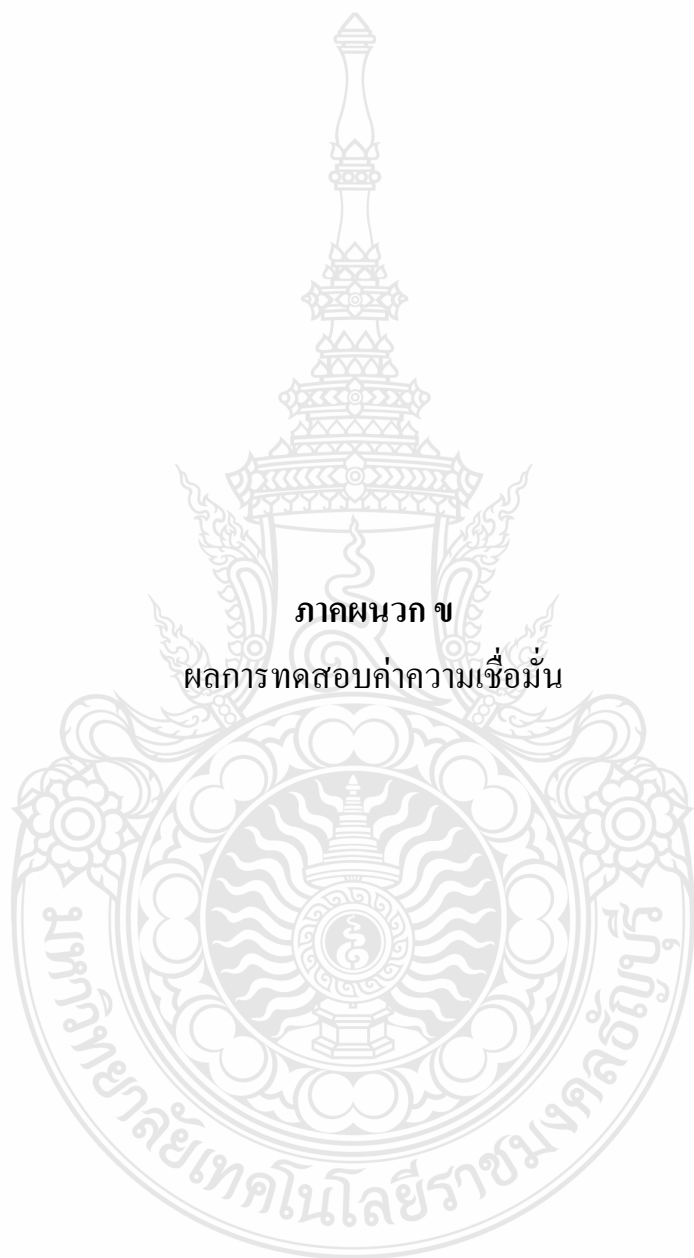 ภาคผนวก ข
ผลการทดสอบค่าความเชื่อมั่น
มหาวิทยาลัยเทคโนโลยีราชมงคลธัญบุรี